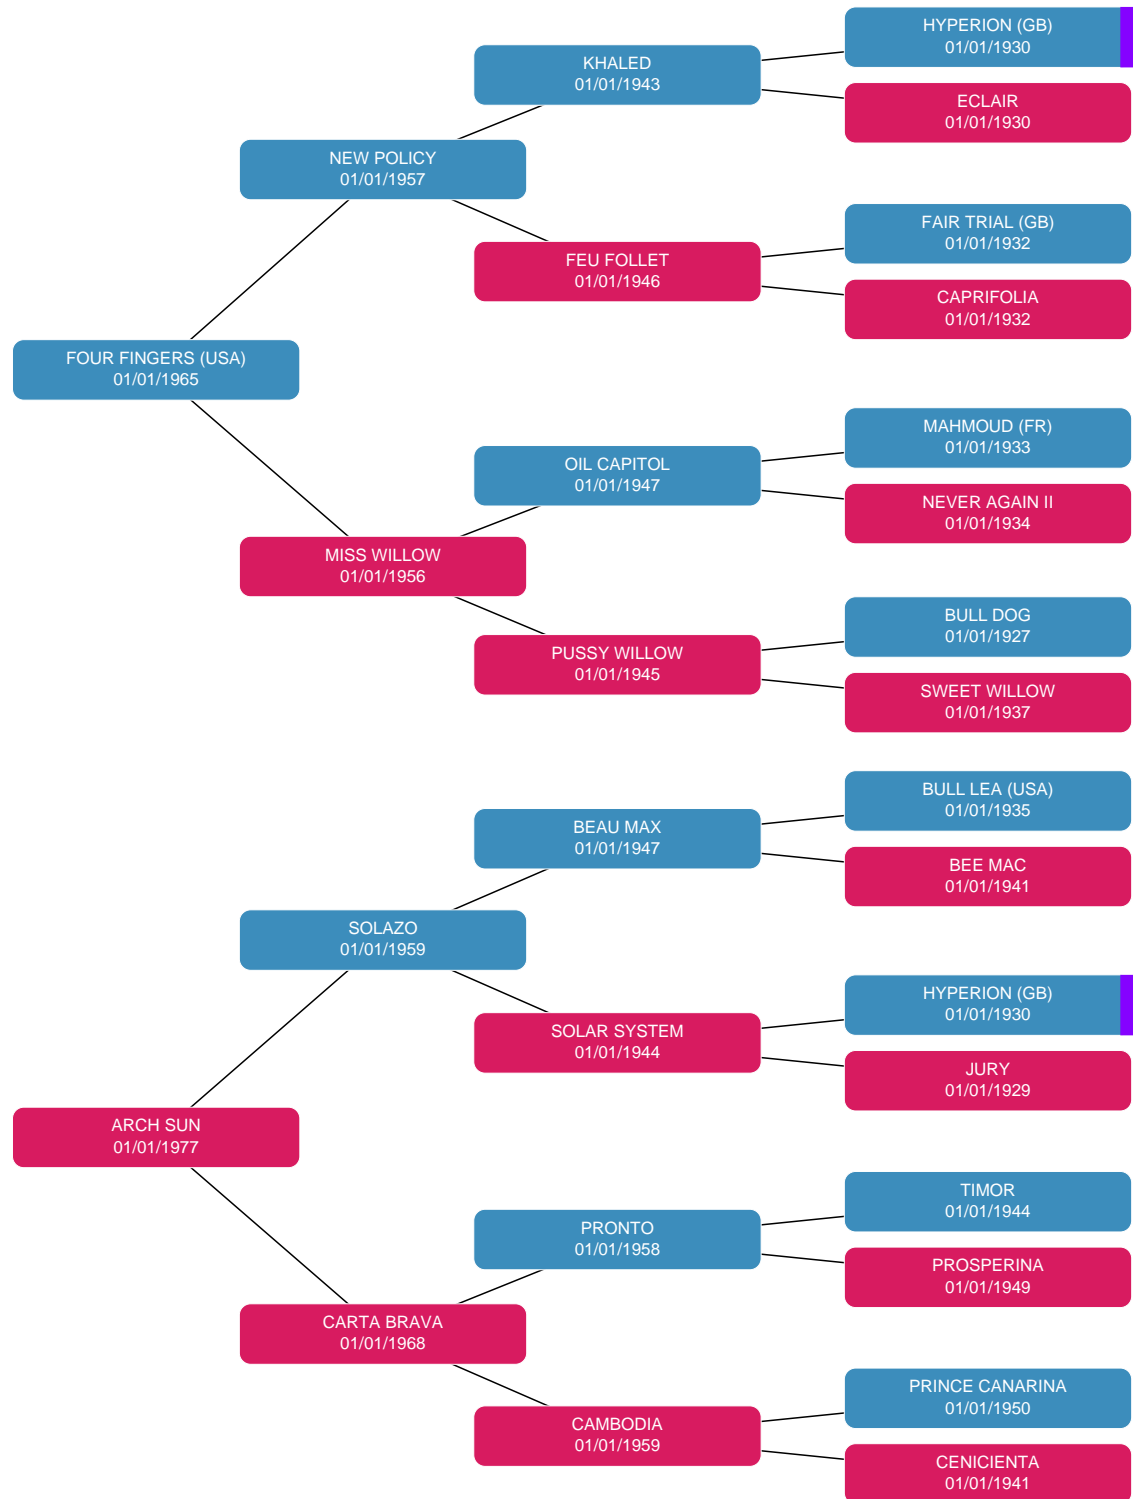 HYPERION (GB)
01/01/1930
KHALED
01/01/1943
ECLAIR
01/01/1930
NEW POLICY
01/01/1957
FAIR TRIAL (GB)
01/01/1932
FEU FOLLET
01/01/1946
CAPRIFOLIA
01/01/1932
FOUR FINGERS (USA)
01/01/1965
MAHMOUD (FR)
01/01/1933
OIL CAPITOL
01/01/1947
NEVER AGAIN II
01/01/1934
MISS WILLOW
01/01/1956
BULL DOG
01/01/1927
PUSSY WILLOW
01/01/1945
SWEET WILLOW
01/01/1937
BULL LEA (USA)
01/01/1935
BEAU MAX
01/01/1947
BEE MAC
01/01/1941
SOLAZO
01/01/1959
HYPERION (GB)
01/01/1930
SOLAR SYSTEM
01/01/1944
JURY
01/01/1929
ARCH SUN
01/01/1977
TIMOR
01/01/1944
PRONTO
01/01/1958
PROSPERINA
01/01/1949
CARTA BRAVA
01/01/1968
PRINCE CANARINA
01/01/1950
CAMBODIA
01/01/1959
CENICIENTA
01/01/1941